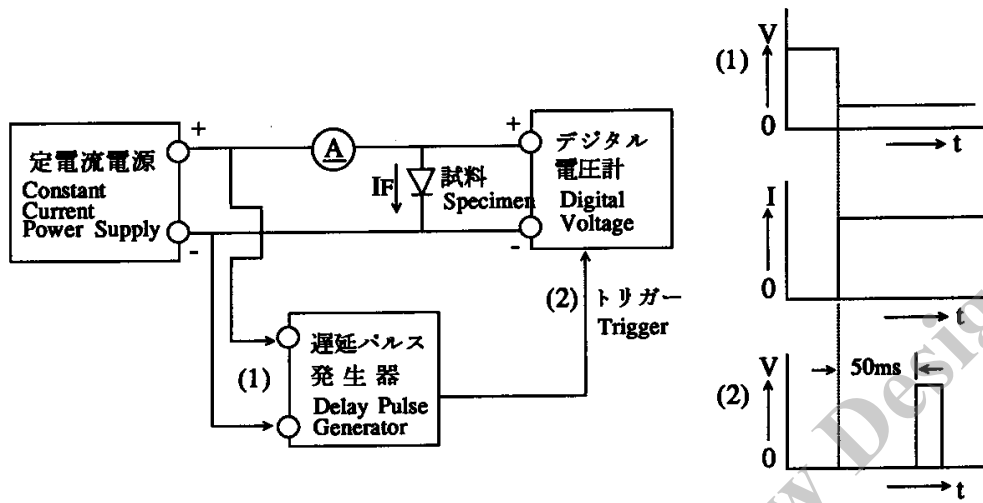 定電流電源
Constant
Current
Power Supply
+
-
A
IF
試料
Specimen
+
-
デジタル
電圧計
Digital
Voltage
(1)
遅延パルス
発生器
Delay Pulse
Generator
(2) トリガー
Trigger
(1)
V
0
t
I
0
t
(2)
V
50ms
0
t
w Desig